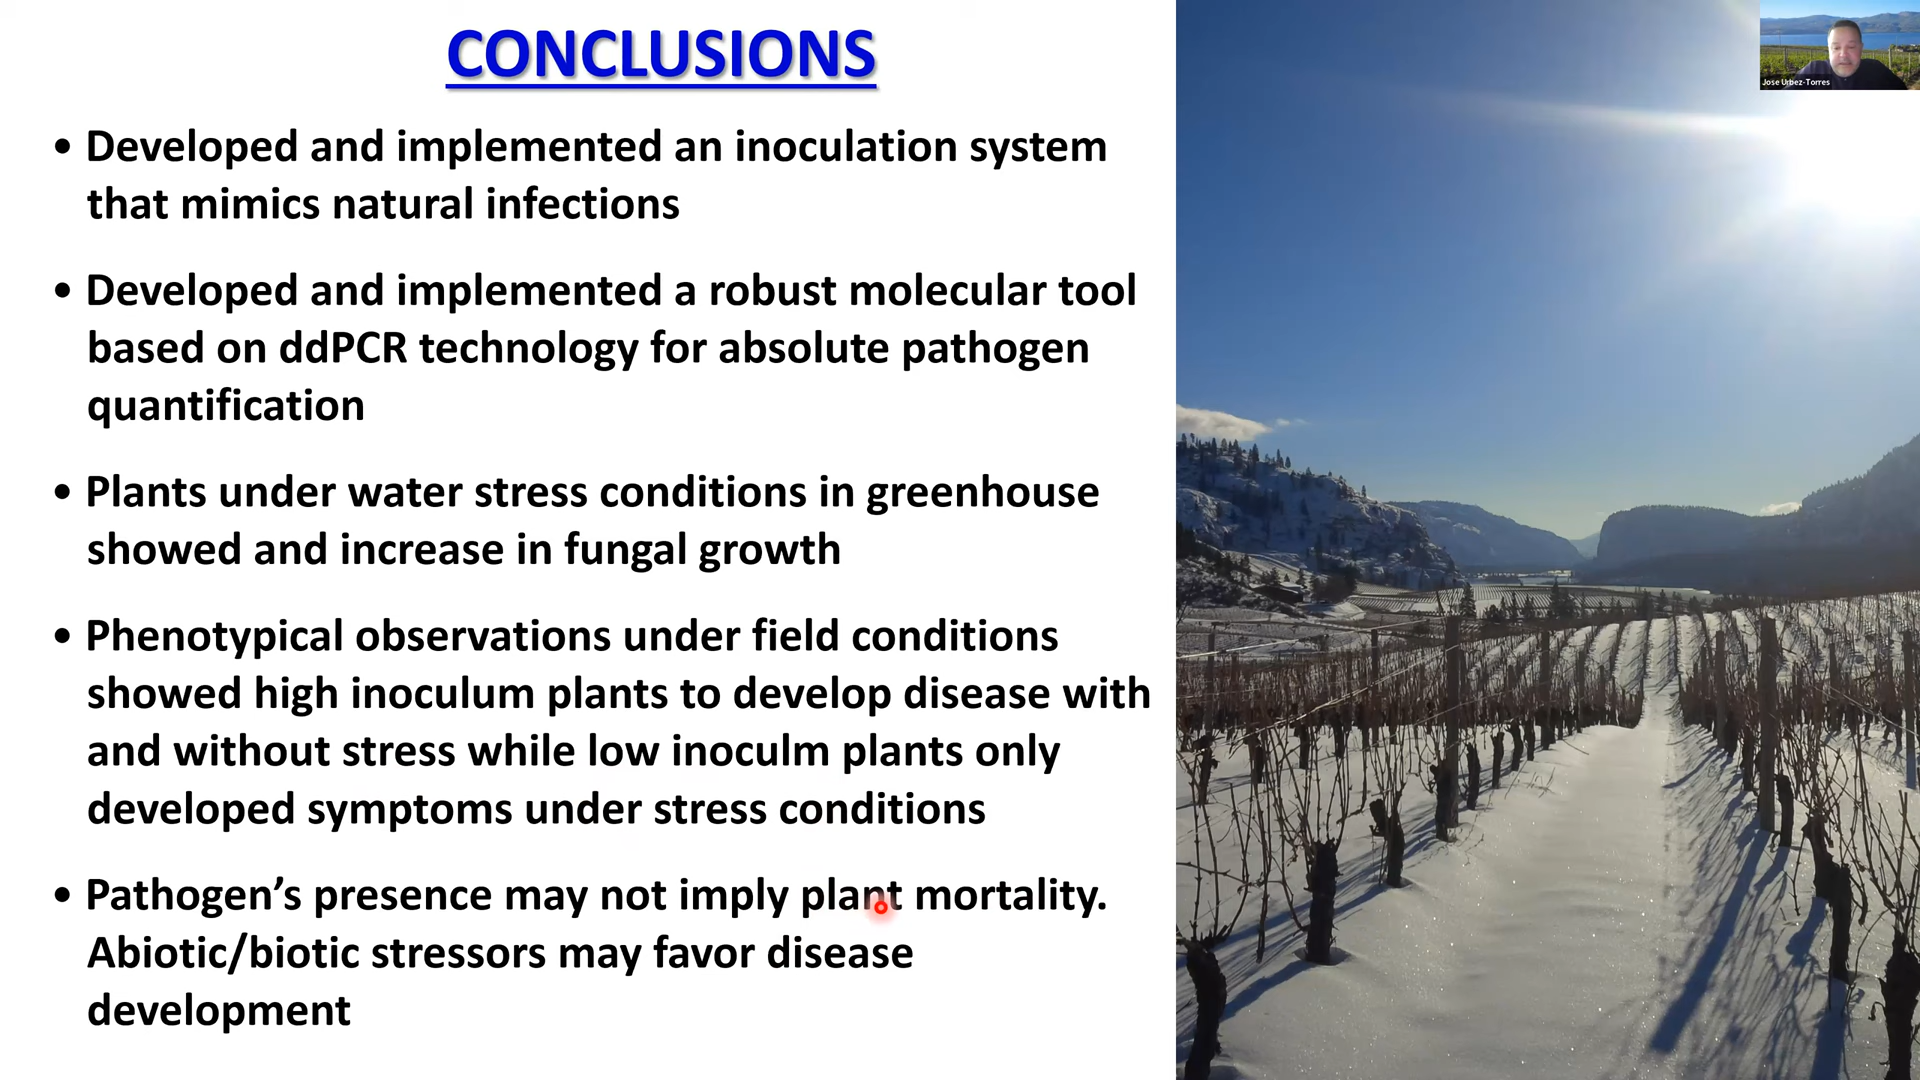 CONCLUSIONS
Jose Urbez-Torres
• Developed and implemented an inoculation system
that mimics natural infections
• Developed and implemented a robust molecular tool
based on ddPCR technology for absolute pathogen
quantification
• Plants under water stress conditions in greenhouse
showed and increase in fungal growth
• Phenotypical observations under field conditions
showed high inoculum plants to develop disease with
and without stress while low inoculm plants only
developed symptoms under stress conditions
• Pathogen’s presence may not imply plant mortality.
Abiotic/biotic stressors may favor disease
development